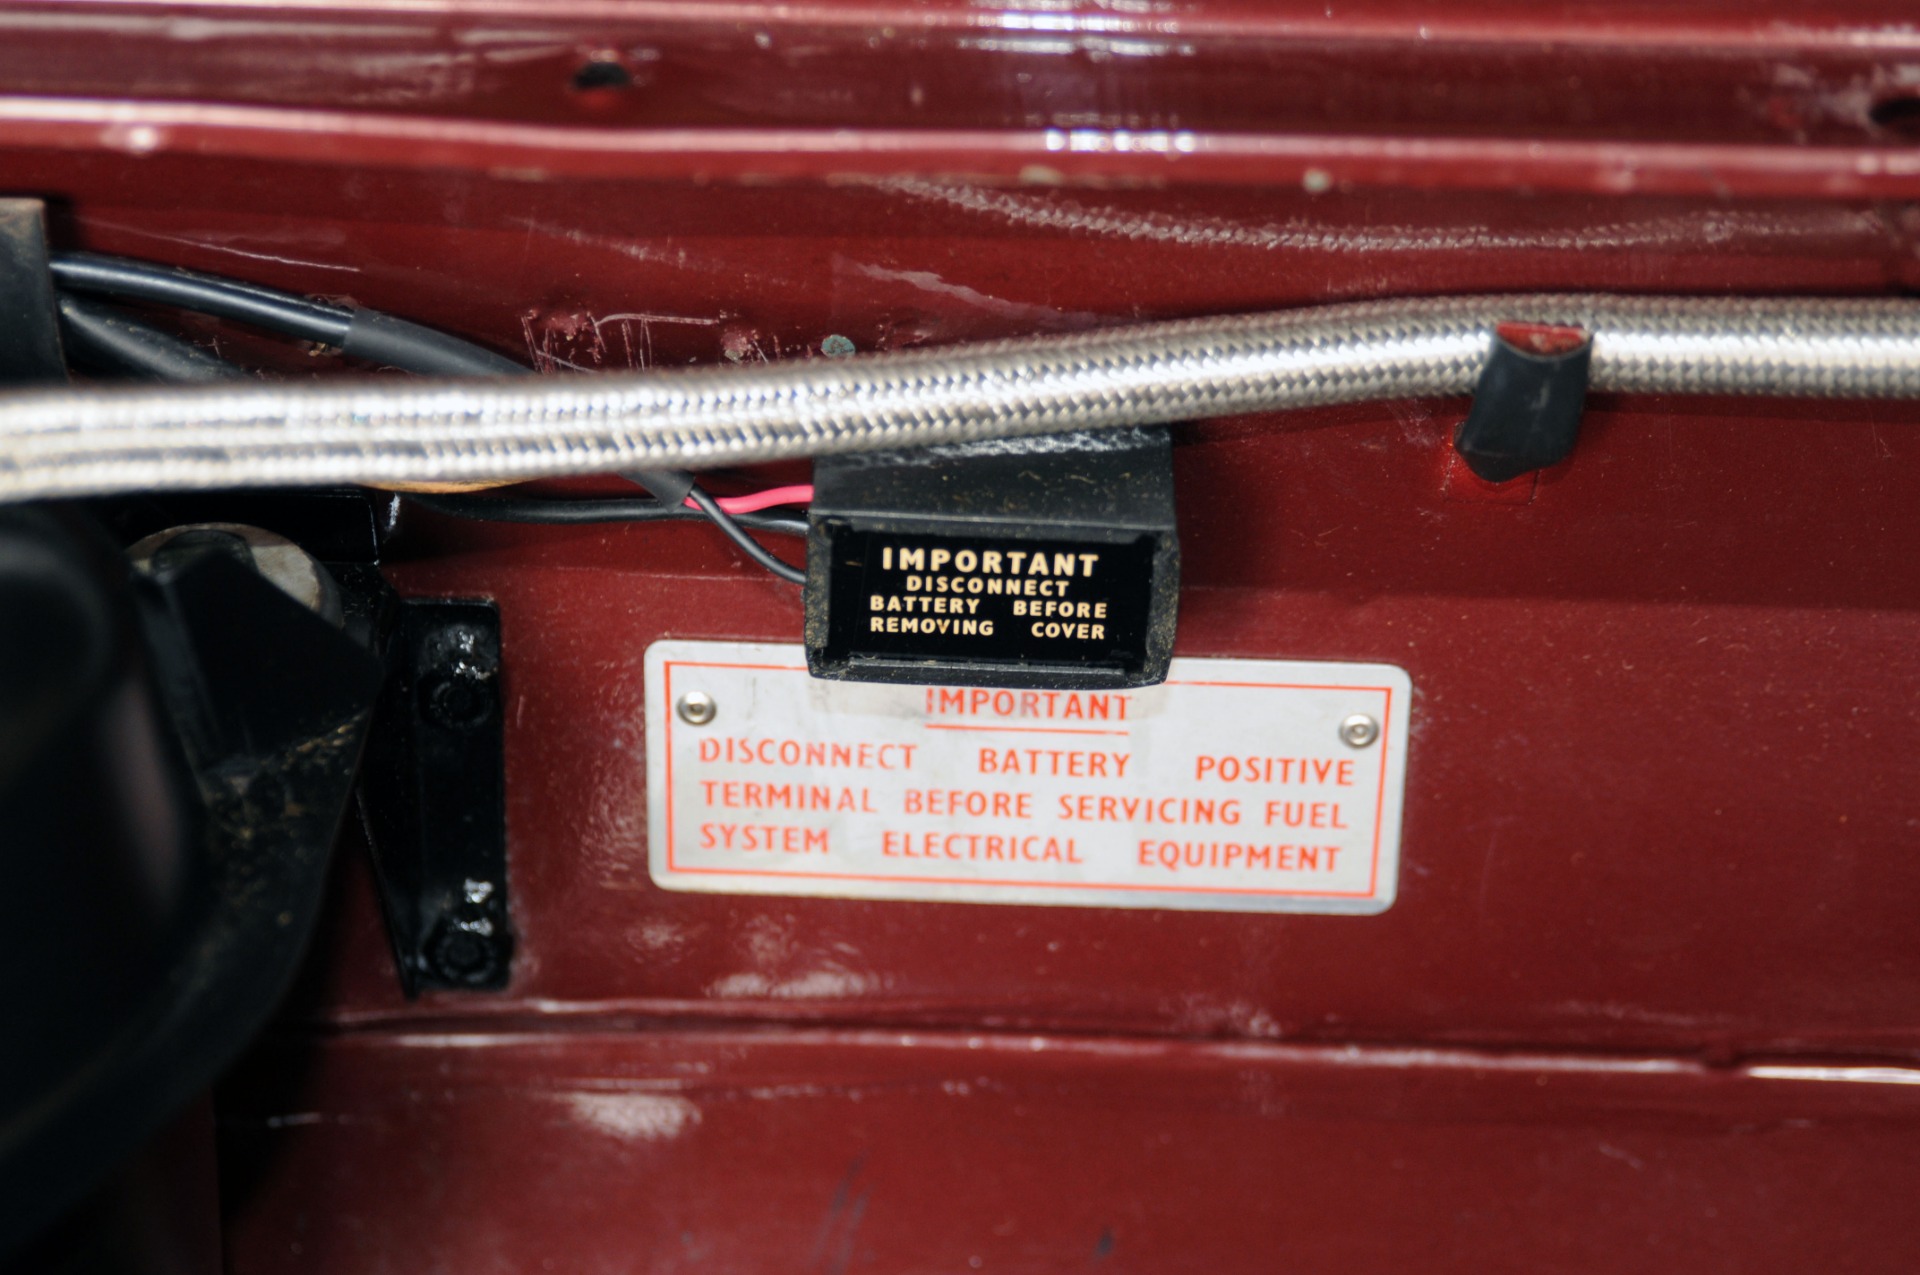 IMPORTANT
DISCONNECT
BATTERY BEFORE
REMOVING COVER
IMPORTANT
DISCONNECT BATTERY POSITIVE
TERMINAL BEFORE SERVICING FUEL
SYSTEM ELECTRICAL EQUIPMENT